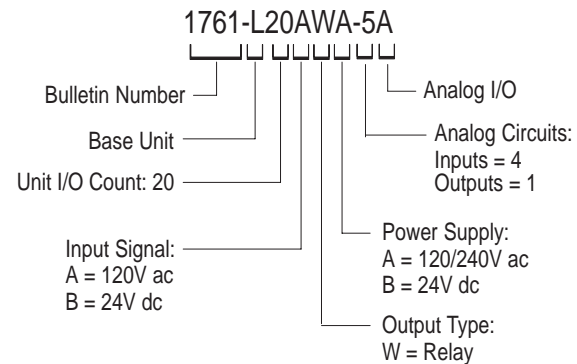 1761-L20AWA-5A
Bulletin Number
Base Unit
Unit I/O Count: 20
Input Signal:
A = 120V ac
B = 24V dc
Analog I/O
Analog Circuits:
Inputs = 4
Outputs = 1
Power Supply:
A = 120/240V ac
B = 24V dc
Output Type:
W = Relay